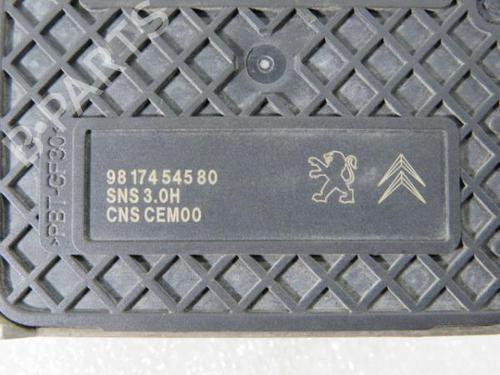 B-PARTS
98 174 545 80
SNS 3.0H
CNS CEM00
>PBT-GF30<